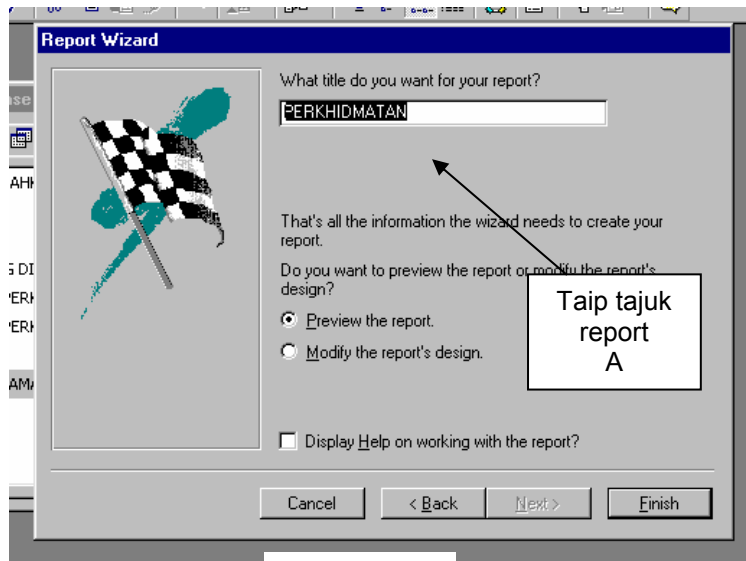 Report Wizard
What title do you want for your report?
PERKHIDMATAN
That's all the information the wizard needs to create your
report.
Do you want to preview the report or modify the report's
design?
Preview the report.
Modify the report's design.
Taip tajuk
report
A
Display Help on working with the report?
Cancel
< Back
Next >
Finish